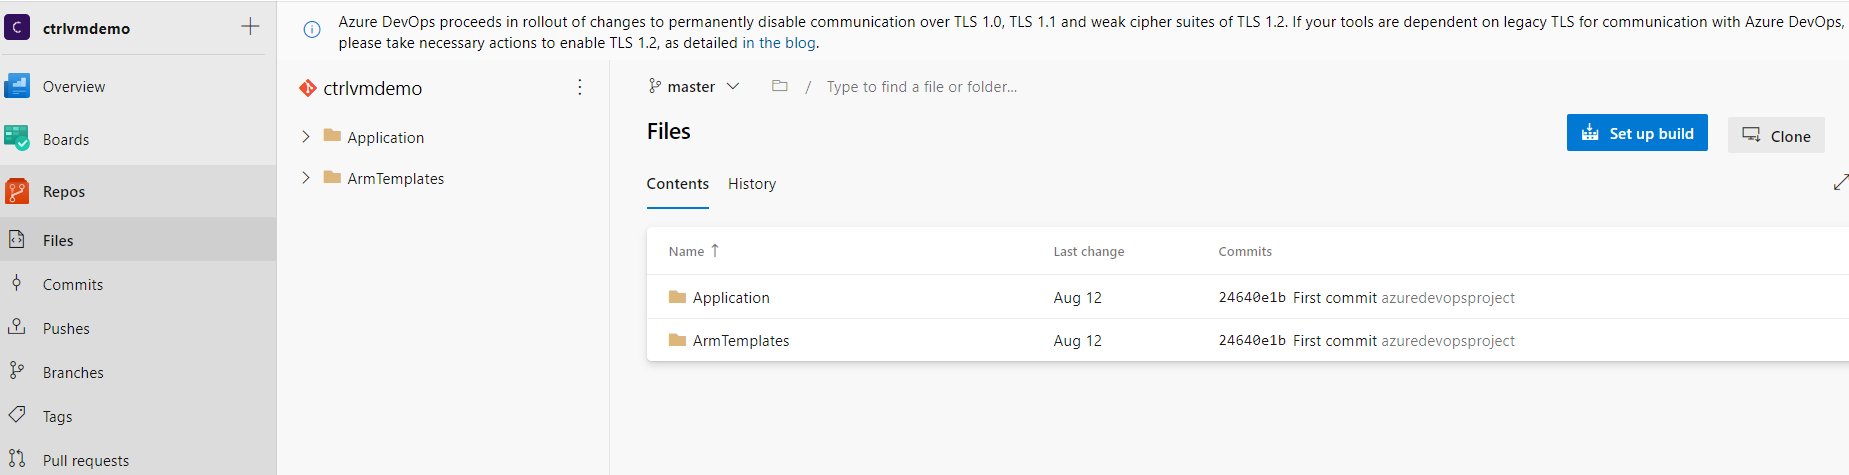 C ctrlvmdemo
Azure DevOps proceeds in rollout of changes to permanently disable communication over TLS 1.0, TLS 1.1 and weak cipher suites of TLS 1.2. If your tools are dependent on legacy TLS for communication with Azure DevOps,
please take necessary actions to enable TLS 1.2, as detailed in the blog.
Overview
Boards
Repos
Files
Commits
Pushes
Branches
Tags
Pull requests
ctrlvmdemo
Application
ArmTemplates
master / Type to find a file or folder...
Files
Set up build
Clone
Contents History
Name Last change Commits
Application Aug 12 24640e1b First commit azuredevopsproject
ArmTemplates Aug 12 24640e1b First commit azuredevopsproject